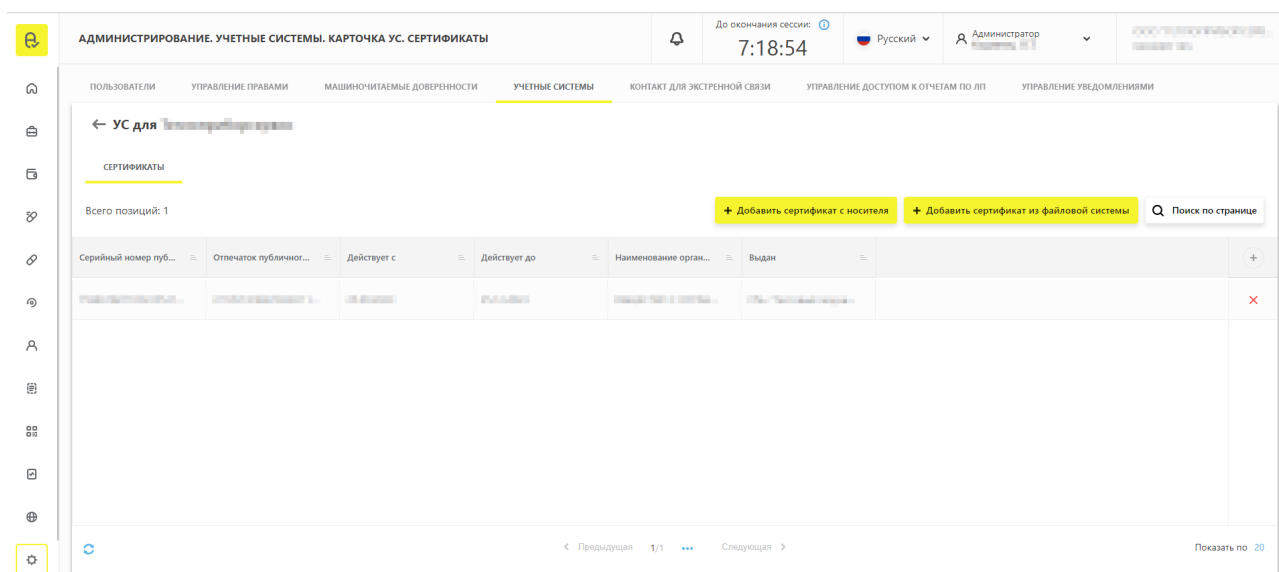 До окончания сессии:
АДМИНИСТРИРОВАНИЕ. УЧЕТНЫЕ СИСТЕМЫ. КАРТОЧКА УС. СЕРТИФИКАТЫ
7:18:54
Русский
Администратор
ПОЛЬЗОВАТЕЛИ УПРАВЛЕНИЕ ПРАВАМИ МАШИНОЧИТАЕМЫЕ ДОВЕРЕННОСТИ УЧЕТНЫЕ СИСТЕМЫ КОНТАКТ ДЛЯ ЭКСТРЕННОЙ СВЯЗИ УПРАВЛЕНИЕ ДОСТУПОМ К ОТЧЕТАМ ПО ЛП УПРАВЛЕНИЕ УВЕДОМЛЕНИЯМИ
← УС для
СЕРТИФИКАТЫ
Всего позиций: 1
+ Добавить сертификат с носителя + Добавить сертификат из файловой системы Поиск по странице
Серийный номер пуб... Отпечаток публичног... Действует с Действует до Наименование орган... Выдан
Предыдущая 1/1 ••• Следующая Показать по 20